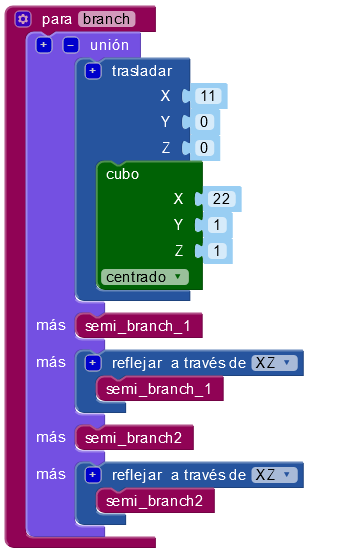 para branch
+ − unión
+ trasladar
X 11
Y 0
Z 0
cubo
X 22
Y 1
Z 1
centrado
más semi_branch_1
más + reflejar a través de XZ
semi_branch_1
más semi_branch2
más + reflejar a través de XZ
semi_branch2